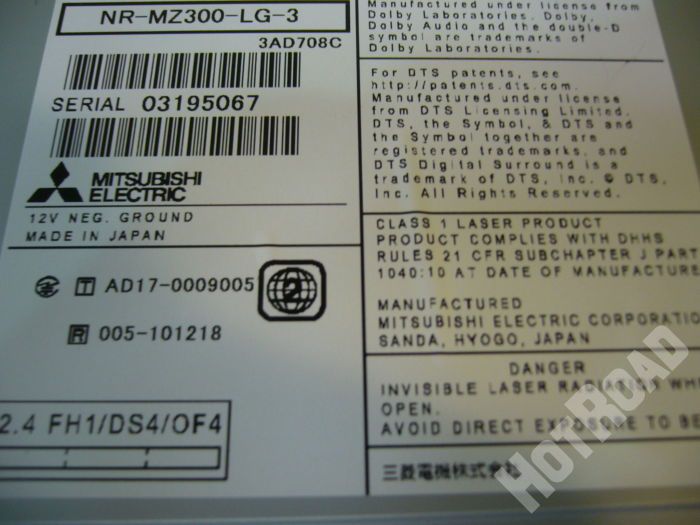 NR-MZ300-LG-3
3AD708C
SERIAL 03195067
MITSUBISHI
ELECTRIC
12V NEG. GROUND
MADE IN JAPAN
T AD17-0009005
2
R 005-101218
2.4 FH1/DS4/OF4
Manufactured under license from
Dolby Laboratories. Dolby,
Dolby Audio and the double-D
symbol are trademarks of
Dolby Laboratories.
For DTS patents, see
http://patents.dts.com.
Manufactured under license
from DTS Licensing Limited.
DTS, the Symbol, & DTS and
the Symbol together are
registered trademarks, and
DTS Digital Surround is a
trademark of DTS, Inc. © DTS,
Inc. All Rights Reserved.
CLASS 1 LASER PRODUCT
PRODUCT COMPLIES WITH DHHS
RULES 21 CFR SUBCHAPTER J PART
1040:10 AT DATE OF MANUFACTURE
MANUFACTURED
MITSUBISHI ELECTRIC CORPORATIO
SANDA, HYOGO, JAPAN
DANGER
INVISIBLE LASER RADIATION WH
OPEN.
AVOID DIRECT EXPOSURE TO BE
三菱電機株式会社
HOTROAD